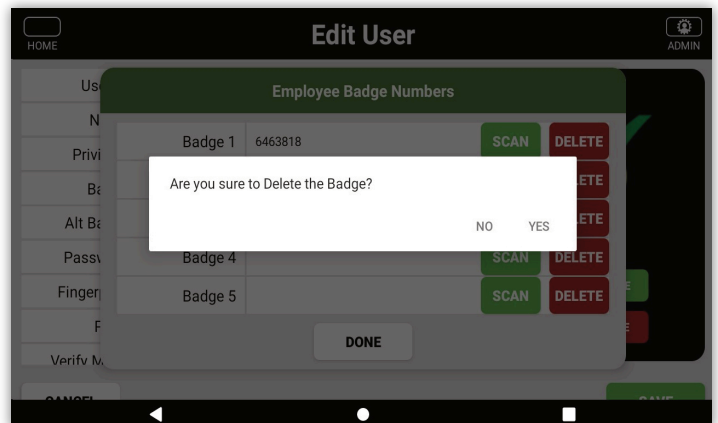 Edit User
HOME
ADMIN
Employee Badge Numbers
Badge 1 6463818 SCAN DELETE
Are you sure to Delete the Badge?
NO YES
Badge 4 SCAN DELETE
Badge 5 SCAN DELETE
DONE